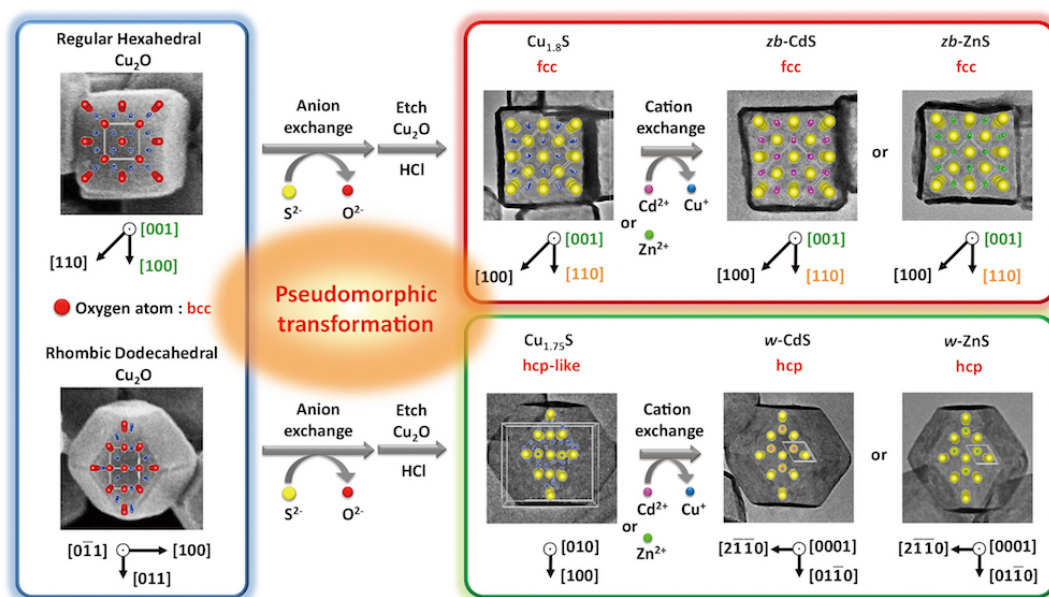 Regular Hexahedral
Cu₂O
[001]
[110]
[100]
Oxygen atom : bcc
Rhombic Dodecahedral
Cu₂O
[01̄1]
[100]
[011]
Anion
exchange
S²⁻
O²⁻
Etch
Cu₂O
HCl
Pseudomorphic
transformation
Anion
exchange
S²⁻
O²⁻
Etch
Cu₂O
HCl
Cu₁.₈S
fcc
[001]
[100]
[110]
Cation
exchange
Cd²⁺
Cu⁺
or
Zn²⁺
zb-CdS
fcc
[001]
[100]
[110]
or
zb-ZnS
fcc
[001]
[100]
[110]
Cu₁.₇₅S
hcp-like
[010]
[100]
Cation
exchange
Cd²⁺
Cu⁺
or
Zn²⁺
w-CdS
hcp
[21̄1̄0]
[0001]
[011̄0]
or
w-ZnS
hcp
[21̄1̄0]
[0001]
[011̄0]